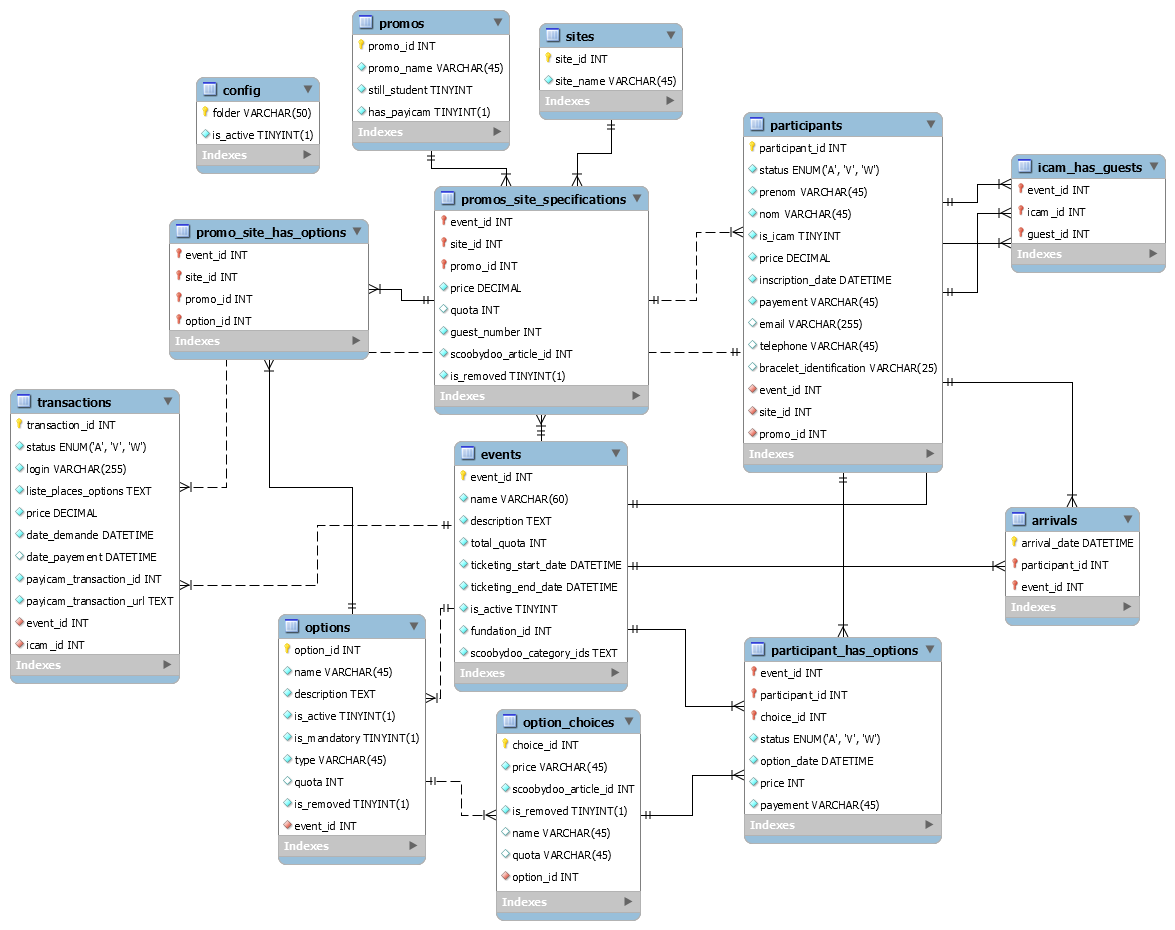 promos
promo_id INT
promo_name VARCHAR(45)
still_student TINYINT
has_payicam TINYINT(1)
Indexes
sites
site_id INT
site_name VARCHAR(45)
Indexes
config
folder VARCHAR(50)
is_active TINYINT(1)
Indexes
participants
participant_id INT
status ENUM('A', 'V', 'W')
prenom VARCHAR(45)
nom VARCHAR(45)
is_icam TINYINT
price DECIMAL
inscription_date DATETIME
payement VARCHAR(45)
email VARCHAR(255)
telephone VARCHAR(45)
bracelet_identification VARCHAR(25)
event_id INT
site_id INT
promo_id INT
Indexes
icam_has_guests
event_id INT
icam_id INT
guest_id INT
Indexes
promos_site_specifications
event_id INT
site_id INT
promo_id INT
price DECIMAL
quota INT
guest_number INT
scoobydoo_article_id INT
is_removed TINYINT(1)
Indexes
promo_site_has_options
event_id INT
site_id INT
promo_id INT
option_id INT
Indexes
transactions
transaction_id INT
status ENUM('A', 'V', 'W')
login VARCHAR(255)
liste_places_options TEXT
price DECIMAL
date_demande DATETIME
date_payement DATETIME
payicam_transaction_id INT
payicam_transaction_url TEXT
event_id INT
icam_id INT
Indexes
events
event_id INT
name VARCHAR(60)
description TEXT
total_quota INT
ticketing_start_date DATETIME
ticketing_end_date DATETIME
is_active TINYINT
fundation_id INT
scoobydoo_category_ids TEXT
Indexes
arrivals
arrival_date DATETIME
participant_id INT
event_id INT
Indexes
options
option_id INT
name VARCHAR(45)
description TEXT
is_active TINYINT(1)
is_mandatory TINYINT(1)
type VARCHAR(45)
quota INT
is_removed TINYINT(1)
event_id INT
Indexes
option_choices
choice_id INT
price VARCHAR(45)
scoobydoo_article_id INT
is_removed TINYINT(1)
name VARCHAR(45)
quota VARCHAR(45)
option_id INT
Indexes
participant_has_options
event_id INT
participant_id INT
choice_id INT
status ENUM('A', 'V', 'W')
option_date DATETIME
price INT
payement VARCHAR(45)
Indexes